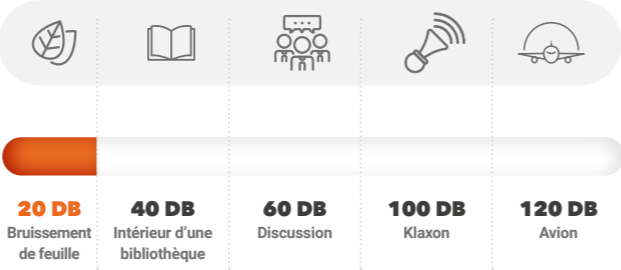 20 DB
Bruissement
de feuille
40 DB
Intérieur d'une
bibliothèque
60 DB
Discussion
100 DB
Klaxon
120 DB
Avion